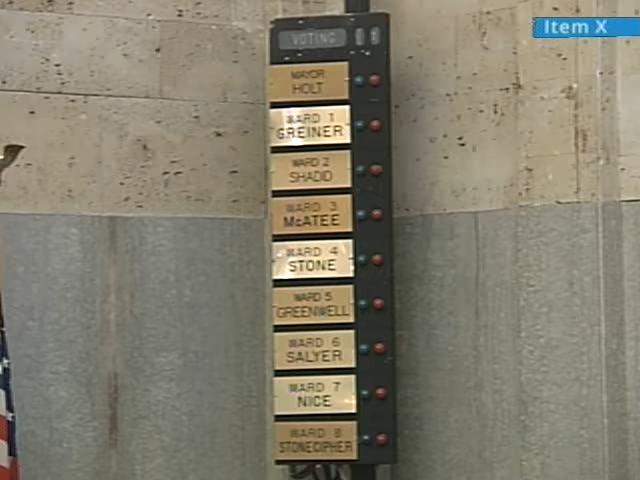 Item X
VOTING
MAYOR
HOLT
WARD 1
GREINER
WARD 2
SHADID
WARD 3
McATEE
WARD 4
STONE
WARD 5
GREENWELL
WARD 6
SALYER
WARD 7
NICE
WARD 8
STONECIPHER